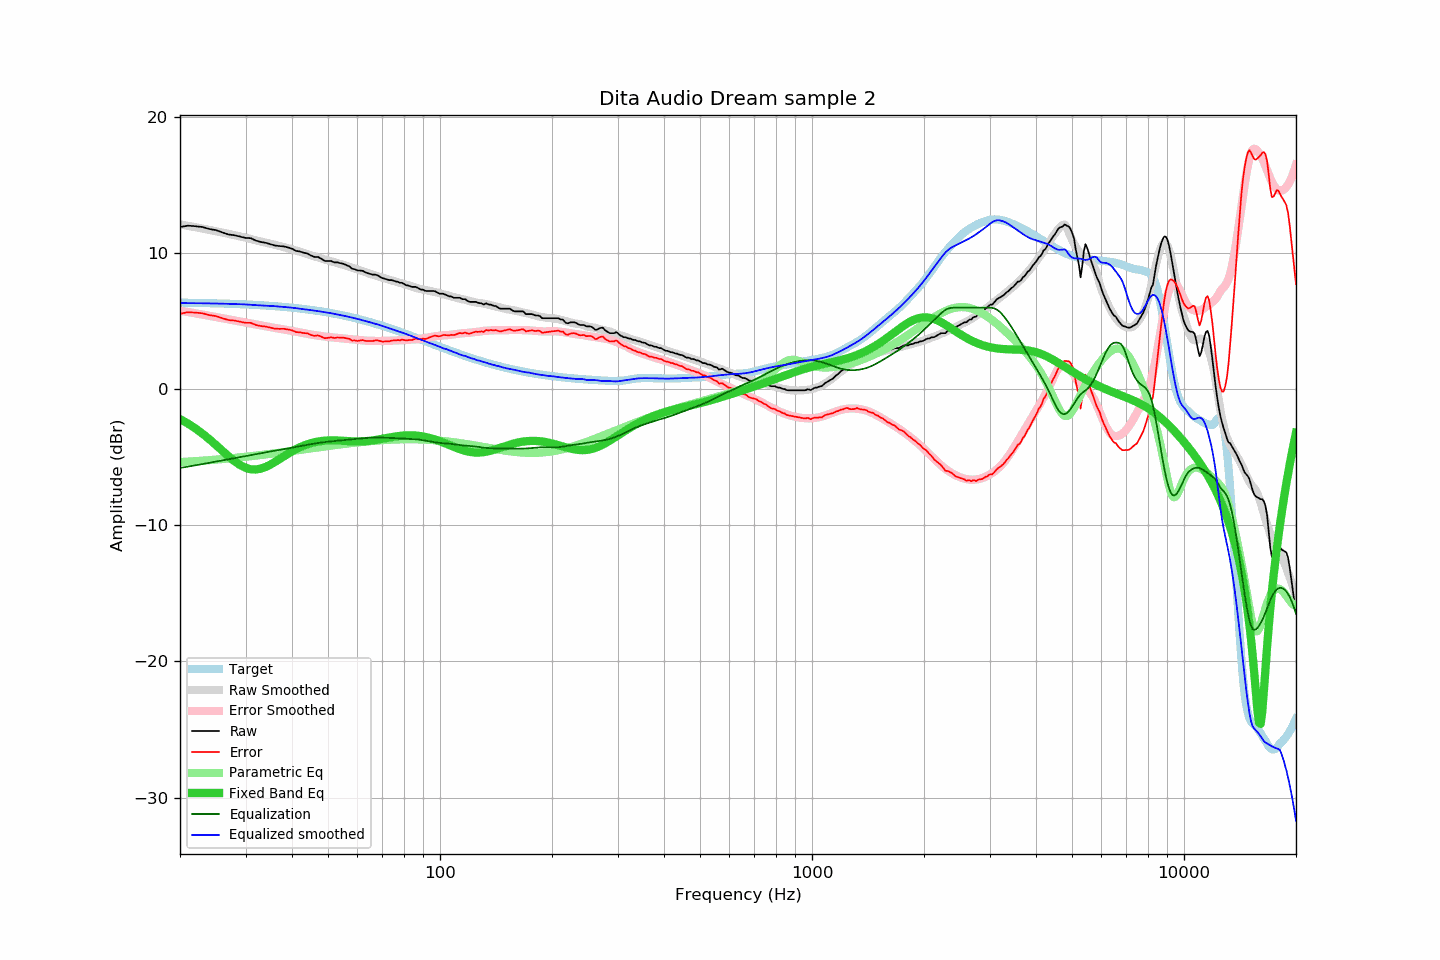 Dita Audio Dream sample 2
20
10
0
−10
−20
−30
Amplitude (dBr)
Target
Raw Smoothed
Error Smoothed
Raw
Error
Parametric Eq
Fixed Band Eq
Equalization
Equalized smoothed
100
1000
10000
Frequency (Hz)